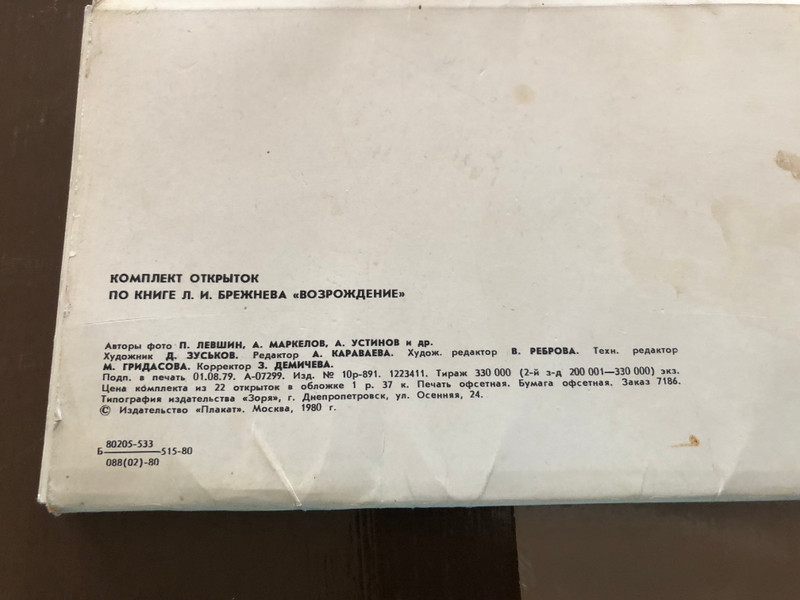 КОМПЛЕКТ ОТКРЫТОК
ПО КНИГЕ Л. И. БРЕЖНЕВА «ВОЗРОЖДЕНИЕ»
Авторы фото П. ЛЕВШИН, А. МАРКЕЛОВ, А. УСТИНОВ и др.
Художник Д. ЗУСЬКОВ. Редактор А. КАРАВАЕВА. Худож. редактор В. РЕБРОВА. Техн. редактор
М. ГРИДАСОВА. Корректор З. ДЕМИЧЕВА.
Подп. в печать 01.08.79. А-07299. Изд. № 10р-891. 1223411. Тираж 330 000 (2-й з-д 200 001—330 000) экз.
Цена комплекта из 22 открыток в обложке 1 р. 37 к. Печать офсетная. Бумага офсетная. Заказ 7186.
Типография издательства «Зоря», г. Днепропетровск, ул. Осенняя, 24.
© Издательство «Плакат». Москва, 1980 г.
80205-533
Б 515-80
088(02)-80